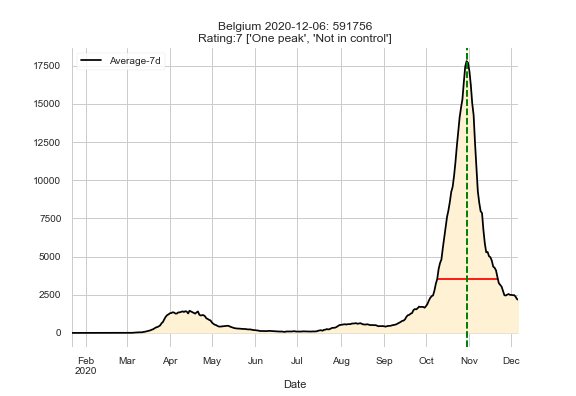 Belgium 2020-12-06: 591756
Rating:7 ['One peak', 'Not in control']
Average-7d
17500
15000
12500
10000
7500
5000
2500
0
Feb Mar Apr May Jun Jul Aug Sep Oct Nov Dec
2020
Date